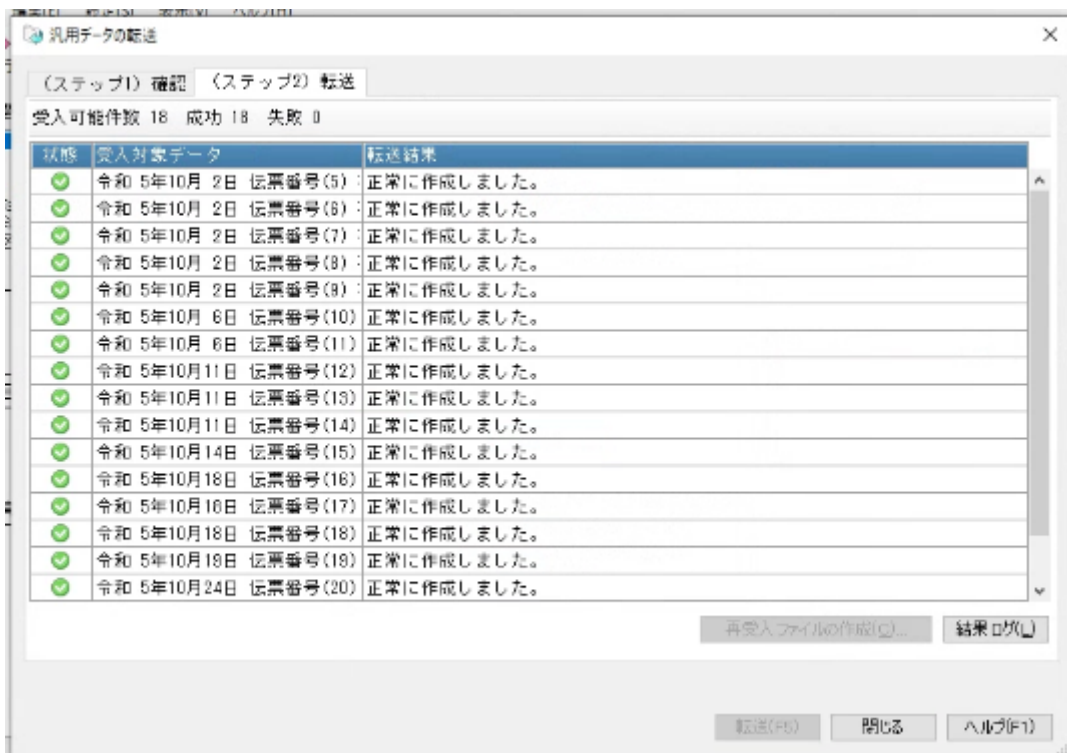 汎用データの転送
(ステップ1) 確認 (ステップ2) 転送
受入可能件数 18 成功 18 失敗 0
状態 受入対象データ 転送結果
令和 5年10月 2日 伝票番号(5) : 正常に作成しました。
令和 5年10月 2日 伝票番号(6) : 正常に作成しました。
令和 5年10月 2日 伝票番号(7) : 正常に作成しました。
令和 5年10月 2日 伝票番号(8) : 正常に作成しました。
令和 5年10月 2日 伝票番号(9) : 正常に作成しました。
令和 5年10月 6日 伝票番号(10) 正常に作成しました。
令和 5年10月 6日 伝票番号(11) 正常に作成しました。
令和 5年10月11日 伝票番号(12) 正常に作成しました。
令和 5年10月11日 伝票番号(13) 正常に作成しました。
令和 5年10月11日 伝票番号(14) 正常に作成しました。
令和 5年10月14日 伝票番号(15) 正常に作成しました。
令和 5年10月18日 伝票番号(16) 正常に作成しました。
令和 5年10月18日 伝票番号(17) 正常に作成しました。
令和 5年10月18日 伝票番号(18) 正常に作成しました。
令和 5年10月19日 伝票番号(19) 正常に作成しました。
令和 5年10月24日 伝票番号(20) 正常に作成しました。
再受入ファイルの作成(C)... 結果ログ(L)
転送(F5) 閉じる ヘルプ(F1)